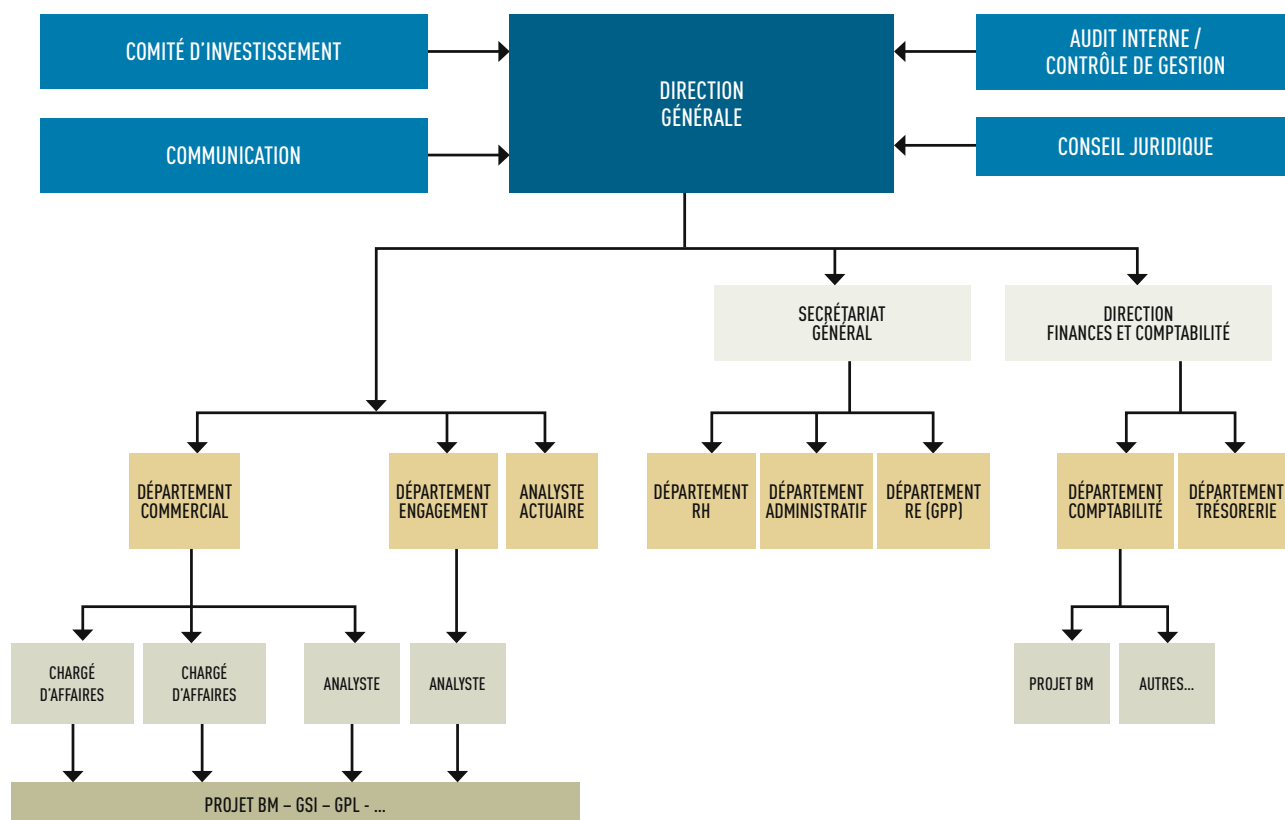 COMITÉ D'INVESTISSEMENT
COMMUNICATION
DIRECTION
GÉNÉRALE
AUDIT INTERNE /
CONTRÔLE DE GESTION
CONSEIL JURIDIQUE
SECRÉTARIAT
GÉNÉRAL
DIRECTION
FINANCES ET COMPTABILITÉ
DÉPARTEMENT
COMMERCIAL
DÉPARTEMENT
ENGAGEMENT
ANALYSTE
ACTUAIRE
DÉPARTEMENT
RH
DÉPARTEMENT
ADMINISTRATIF
DÉPARTEMENT
RE (GPP)
DÉPARTEMENT
COMPTABILITÉ
DÉPARTEMENT
TRÉSORERIE
CHARGÉ
D'AFFAIRES
CHARGÉ
D'AFFAIRES
ANALYSTE
ANALYSTE
PROJET BM
AUTRES...
PROJET BM – GSI – GPL - ...